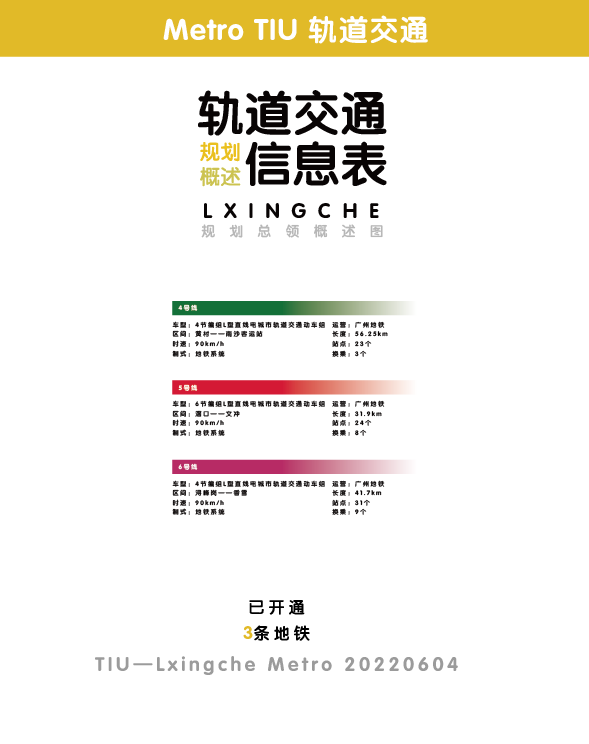 Metro TIU 轨道交通
轨道交通
规划
概述
信息表
LXINGCHE
规划总领概述图
4号线
车型：4节编组L型直线电城市轨道交通动车组 运营：广州地铁
区间：黄村——南沙客运站 长度：56.25km
时速：90km/h 站点：23个
制式：地铁系统 换乘：3个
5号线
车型：6节编组L型直线电城市轨道交通动车组 运营：广州地铁
区间：滘口——文冲 长度：31.9km
时速：90km/h 站点：24个
制式：地铁系统 换乘：8个
6号线
车型：4节编组L型直线电城市轨道交通动车组 运营：广州地铁
区间：浔峰岗——香雪 长度：41.7km
时速：90km/h 站点：31个
制式：地铁系统 换乘：9个
已开通
3条地铁
TIU—Lxingche Metro 20220604